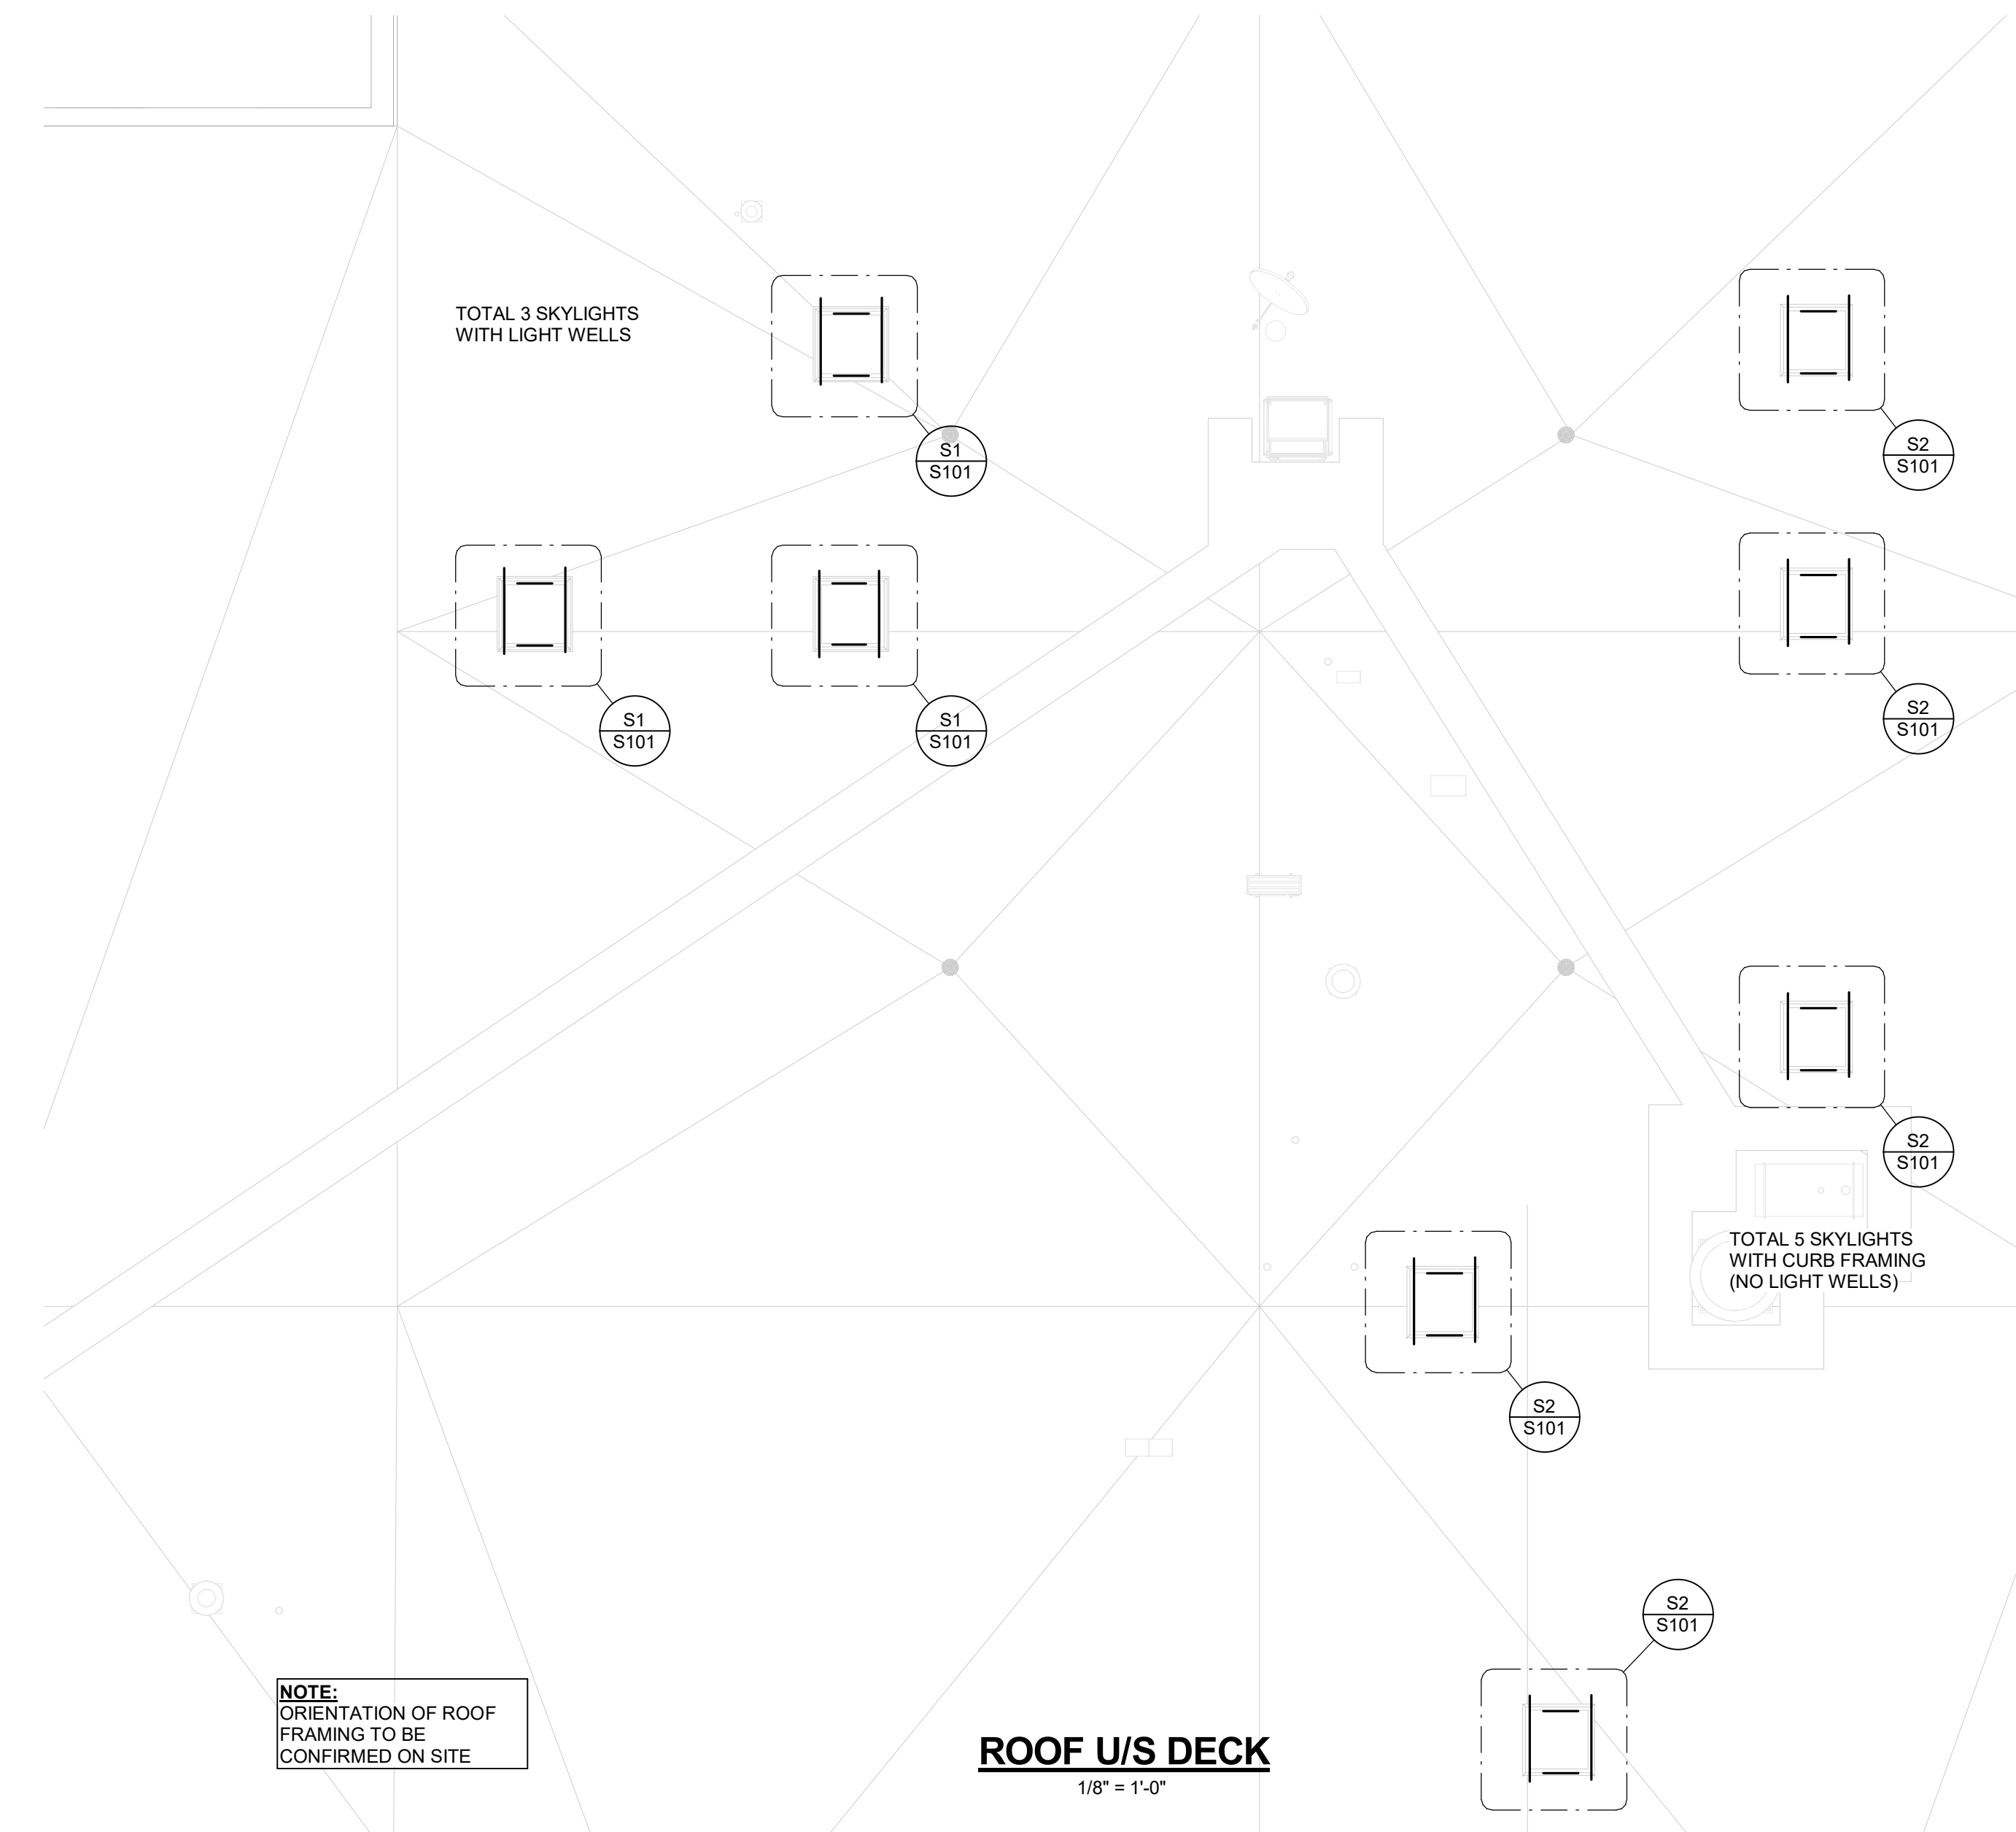 TOTAL 3 SKYLIGHTS
WITH LIGHT WELLS
S1
S101
S2
S101
S1
S101
S1
S101
S2
S101
S2
S101
TOTAL 5 SKYLIGHTS
WITH CURB FRAMING
(NO LIGHT WELLS)
S2
S101
S2
S101
NOTE:
ORIENTATION OF ROOF
FRAMING TO BE
CONFIRMED ON SITE
ROOF U/S DECK
1/8" = 1'-0"